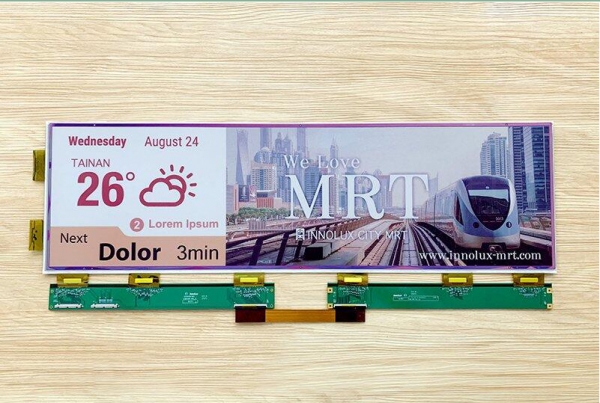 Wednesday August 24
TAINAN
26°
2 Lorem Ipsum
Next
Dolor 3min
We Love
MRT
INNOLUX CITY MRT
www.innolux-mrt.com